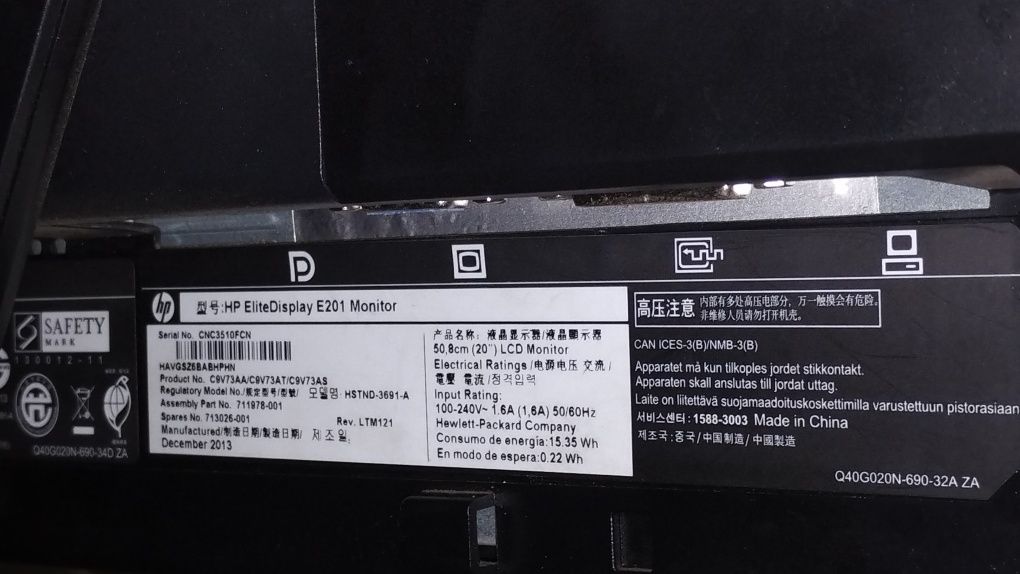 hp
型号:HP EliteDisplay E201 Monitor
Serial No. CNC3510FCN
HAVGSZ6BABHPHN
Product No. C9V73AA/C9V73AT/C9V73AS
Regulatory Model No./规定型号/型號/ 모델명: HSTND-3691-A
Assembly Part No. 711978-001
Spares No. 713026-001
Rev. LTM121
Manufactured/制造日期/製造日期/ 제조일:
December 2013
产品名称: 液晶显示器/液晶顯示器
50,8cm (20") LCD Monitor
Electrical Ratings /电源电压 交流 /
電壓 電流 /정격입력
Input Rating:
100-240V~ 1.6A (1,6A) 50/60Hz
Hewlett-Packard Company
Consumo de energía:15.35 Wh
En modo de espera:0.22 Wh
高压注意
内部有多处高压电部分，万一触摸会有危险。
非维修人员请勿打开机壳。
CAN ICES-3(B)/NMB-3(B)
Apparatet må kun tilkoples jordet stikkontakt.
Apparaten skall anslutas till jordat uttag.
Laite on liitettävä suojamaadoituskoskettimilla varustettuun pistorasiaan
서비스센터: 1588-3003 Made in China
제조국: 중국 / 中国制造 / 中國製造
Q40G020N-690-32A ZA
SAFETY
MARK
130012-11
Q40G020N-690-34D ZA